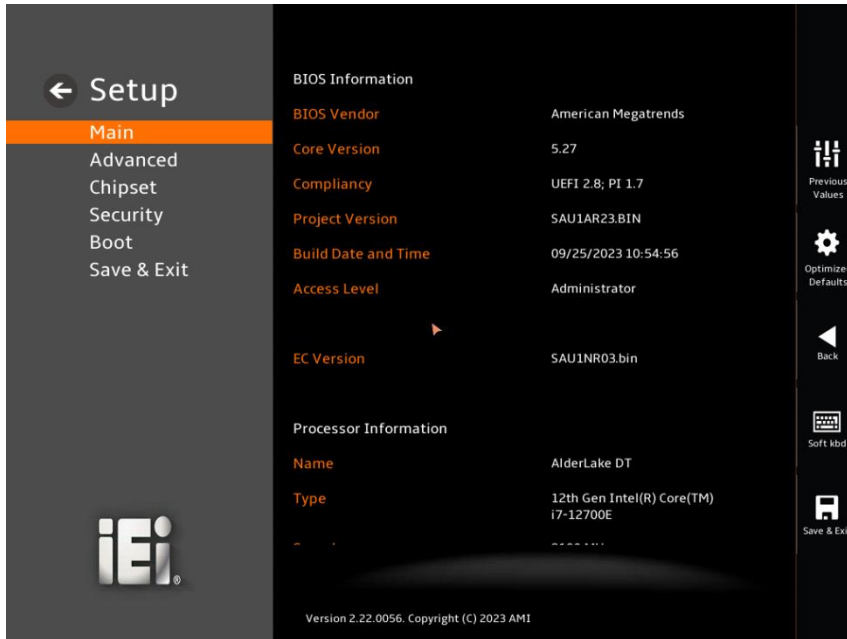 Setup
Main
Advanced
Chipset
Security
Boot
Save & Exit
iEi®
BIOS Information
BIOS Vendor American Megatrends
Core Version 5.27
Compliancy UEFI 2.8; PI 1.7
Project Version SAU1AR23.BIN
Build Date and Time 09/25/2023 10:54:56
Access Level Administrator
EC Version SAU1NR03.bin
Processor Information
Name AlderLake DT
Type 12th Gen Intel(R) Core(TM)
i7-12700E
Version 2.22.0056. Copyright (C) 2023 AMI
Previous
Values
Optimize
Defaults
Back
Soft kbd
Save & Exi